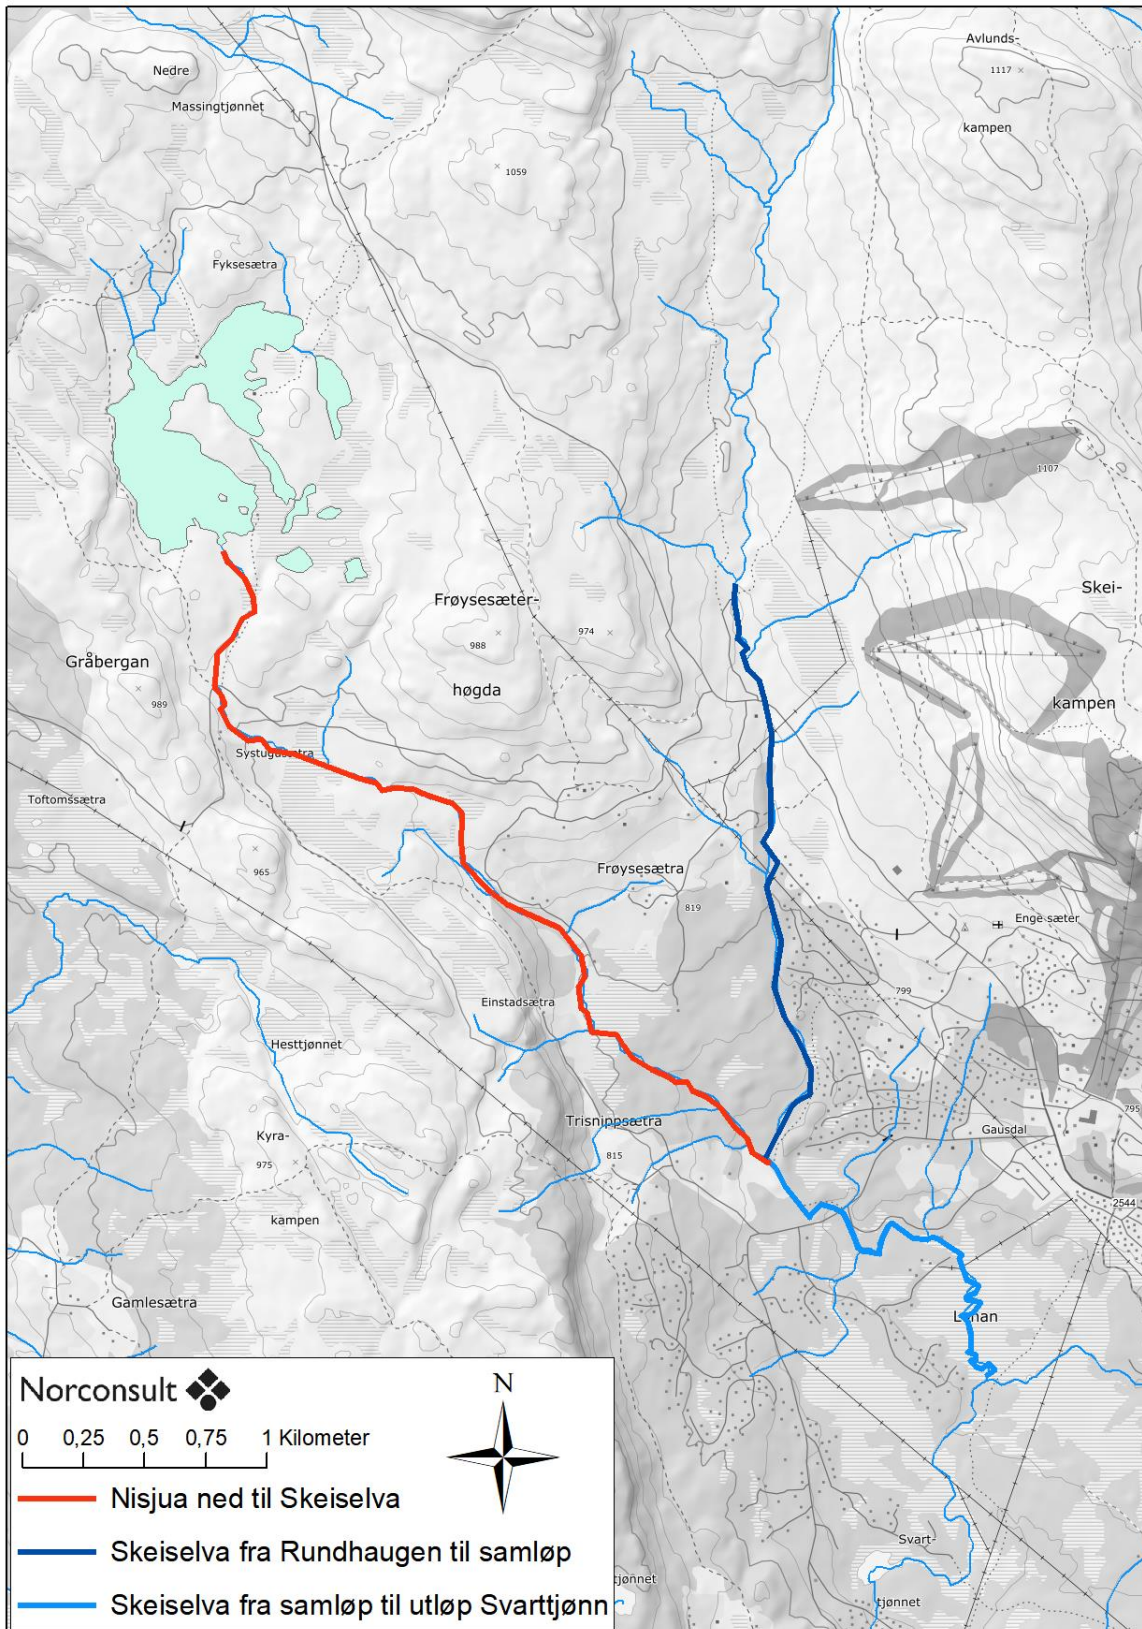 Avlunds-
1117
kampen
Nedre
Massingtjønnet
1059
Fyksesætra
1107
Skei-
Frøysesæter-
974
988
høgda
Gråbergan
989
kampen
Systugusætra
Toftomssætra
965
Frøysesætra
819
Enge sæter
799
Einstadsætra
Hesttjønnet
Trisnippsætra
815
Kyra-
975
kampen
Gausdal
795
2544
Gamlesætra
Norconsult
N
0 0,25 0,5 0,75 1 Kilometer
Nisjua ned til Skeiselva
Skeiselva fra Rundhaugen til samløp
Skeiselva fra samløp til utløp Svarttjønn
Svart-
tjønnet
tjønnet